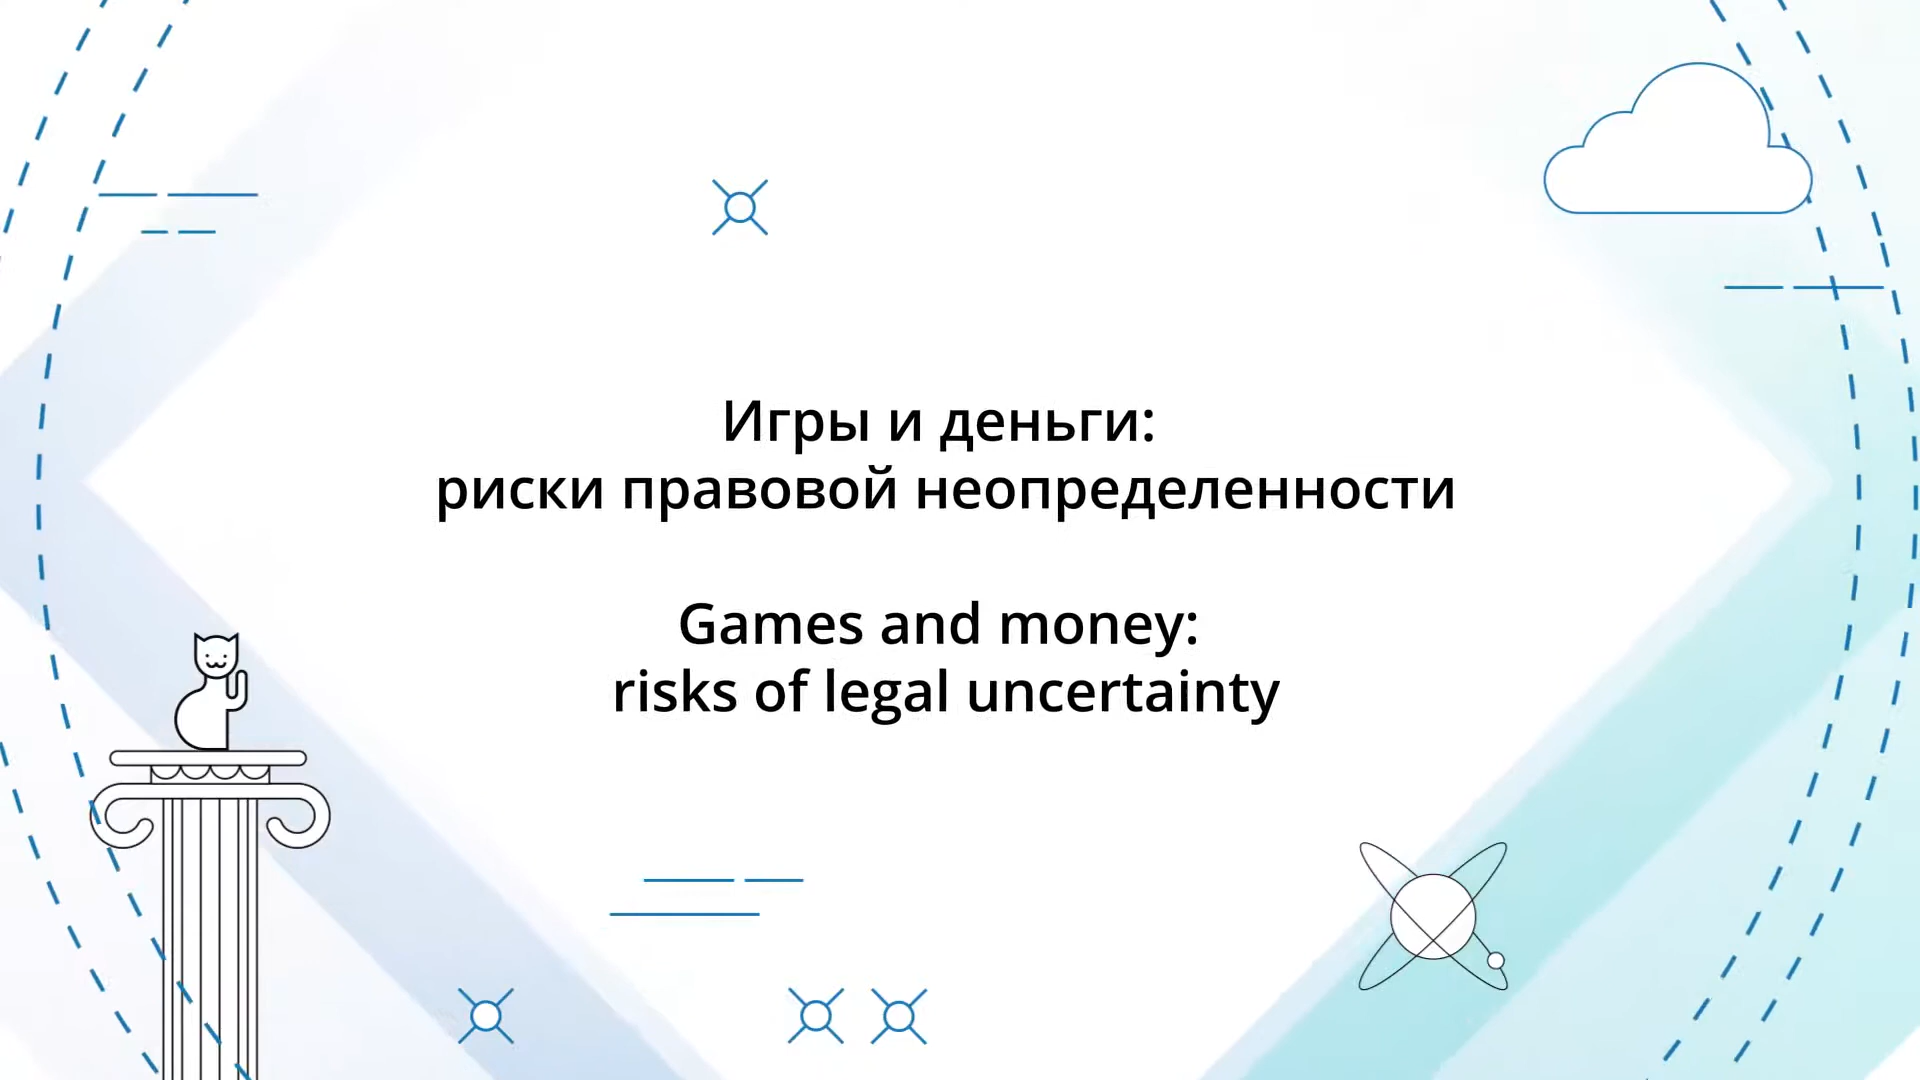 Игры и деньги:
риски правовой неопределенности
Games and money:
risks of legal uncertainty